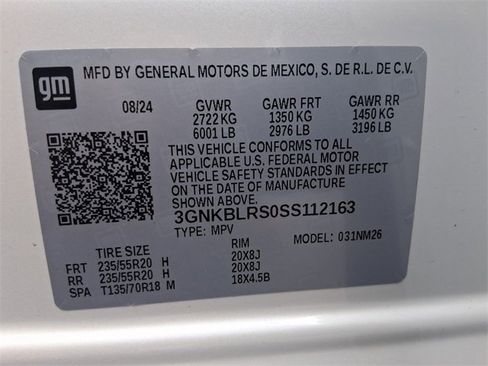 gm
MFD BY GENERAL MOTORS DE MEXICO, S. DE R.L. DE C.V.
08/24 GVWR GAWR FRT GAWR RR
2722 KG 1350 KG 1450 KG
6001 LB 2976 LB 3196 LB
THIS VEHICLE CONFORMS TO ALL
APPLICABLE U.S. FEDERAL MOTOR
VEHICLE SAFETY STANDARDS IN EFFECT
ON THE DATE OF MANUFACTURE
SHOWN ABOVE.
3GNKBLRS0SS112163
TYPE: MPV MODEL: 031NM26
TIRE SIZE RIM
FRT 235/55R20 H 20X8J
RR 235/55R20 H 20X8J
SPA T135/70R18 M 18X4.5B